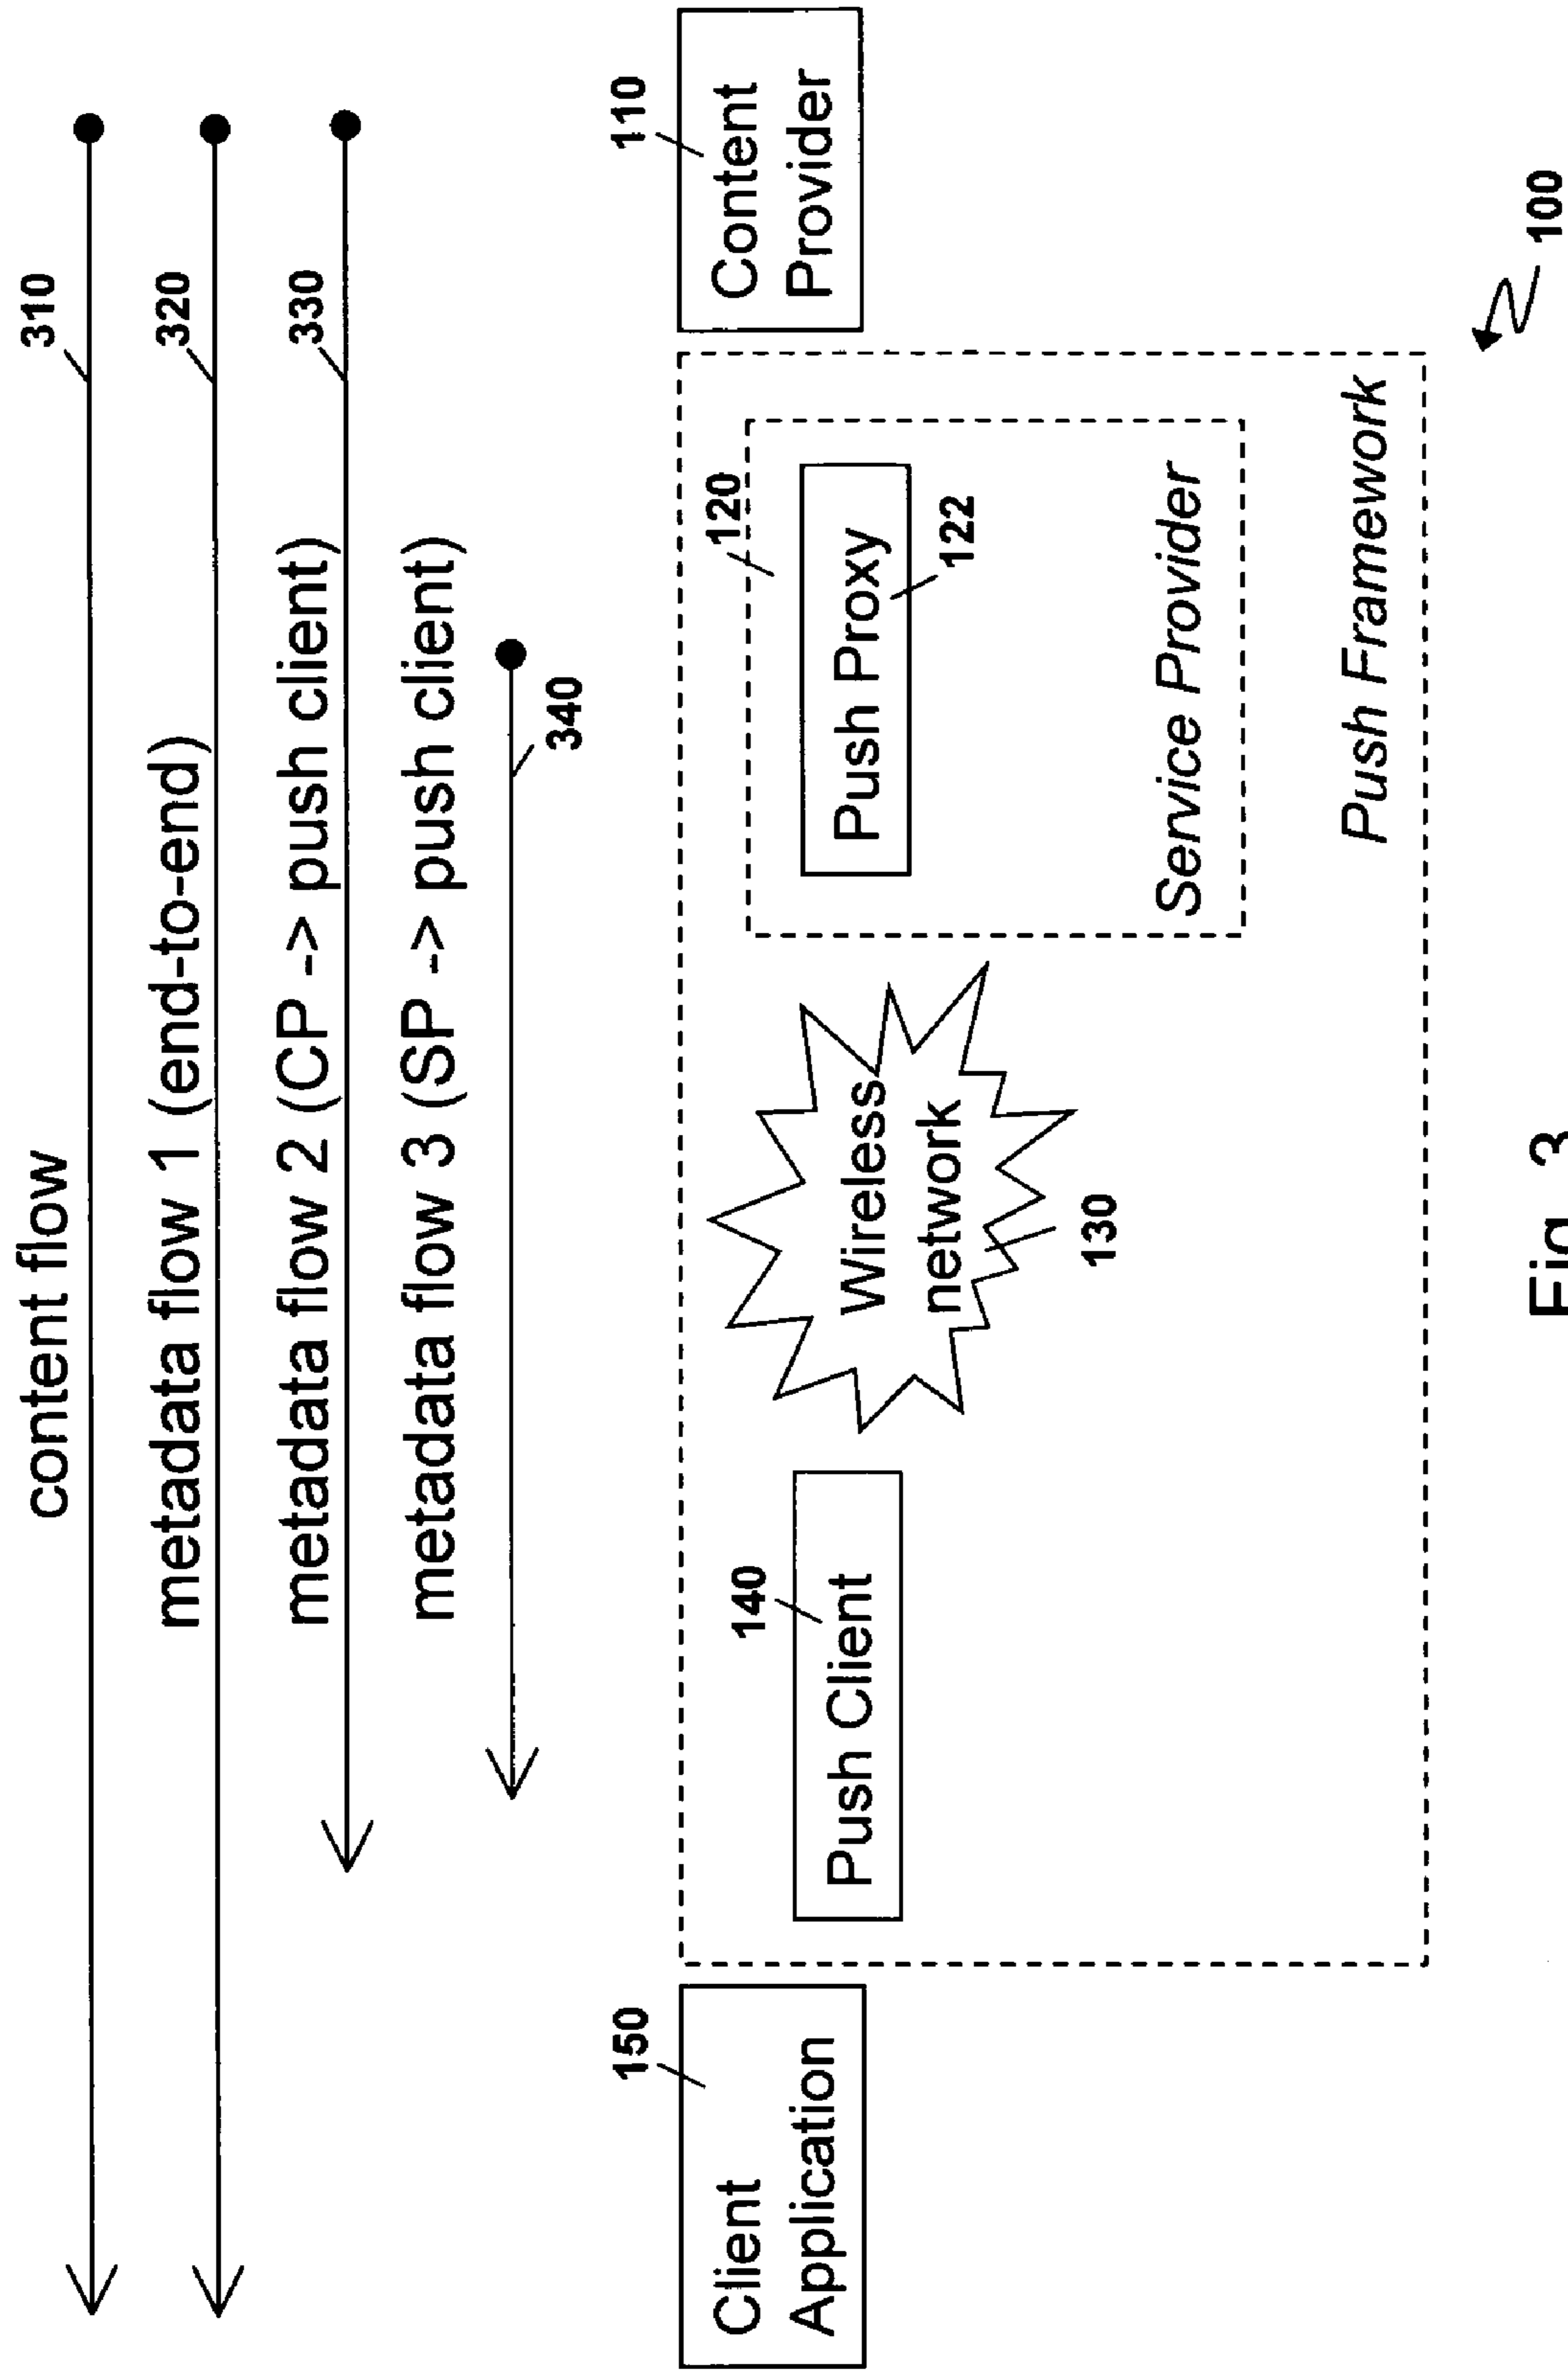 content flow
310
metadata flow 1 (end-to-end)
320
metadata flow 2 (CP -> push client)
330
metadata flow 3 (SP -> push client)
340
150
Client
Application
140
Push Client
Wireless
network
130
120
Push Proxy
122
Service Provider
Push Framework
110
Content
Provider
100